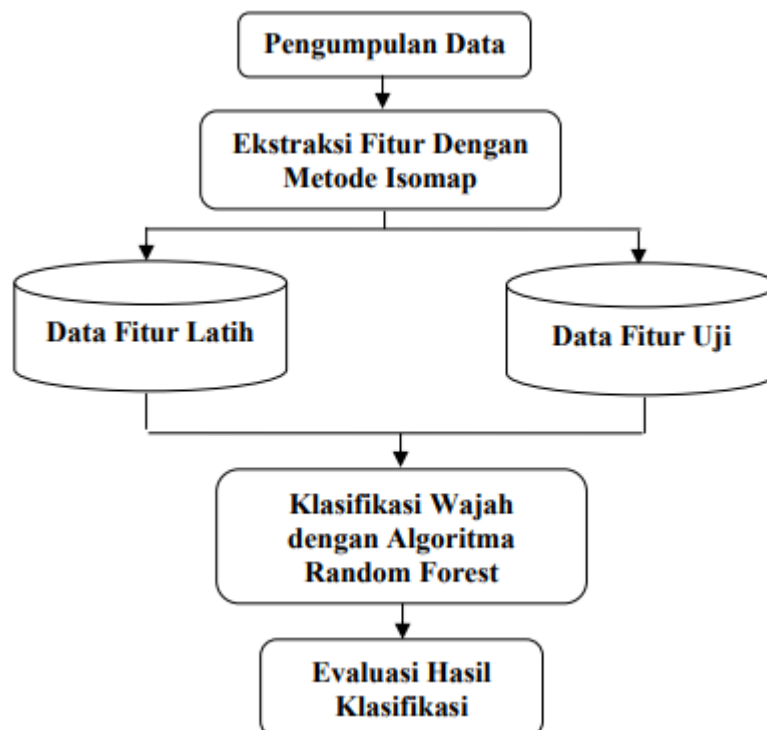 Pengumpulan Data
Ekstraksi Fitur Dengan
Metode Isomap
Data Fitur Latih
Data Fitur Uji
Klasifikasi Wajah
dengan Algoritma
Random Forest
Evaluasi Hasil
Klasifikasi